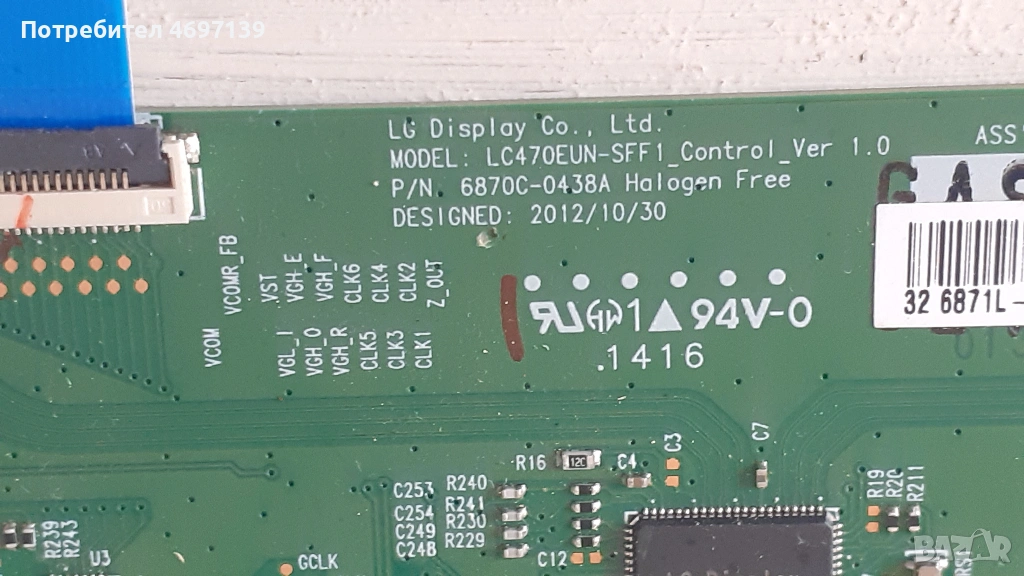 Потребител 4697139
LG Display Co., Ltd.
MODEL: LC470EUN-SFF1_Control_Ver 1.0
P/N. 6870C-0438A Halogen Free
DESIGNED: 2012/10/30
32 6871L-
94V-0
1416
VCOM
VCOMR_FB
VST
VGH_E
VGH_F
CLK6
CLK4
CLK2
Z_OUT
VGL_I
VGH_O
VGH_R
CLK5
CLK3
CLK1
R16
C4
C3
C7
C253
R240
R241
C254
R230
C249
R229
C248
C12
R19
R20
R211
R239
R243
U3
GCLK
BAZAR